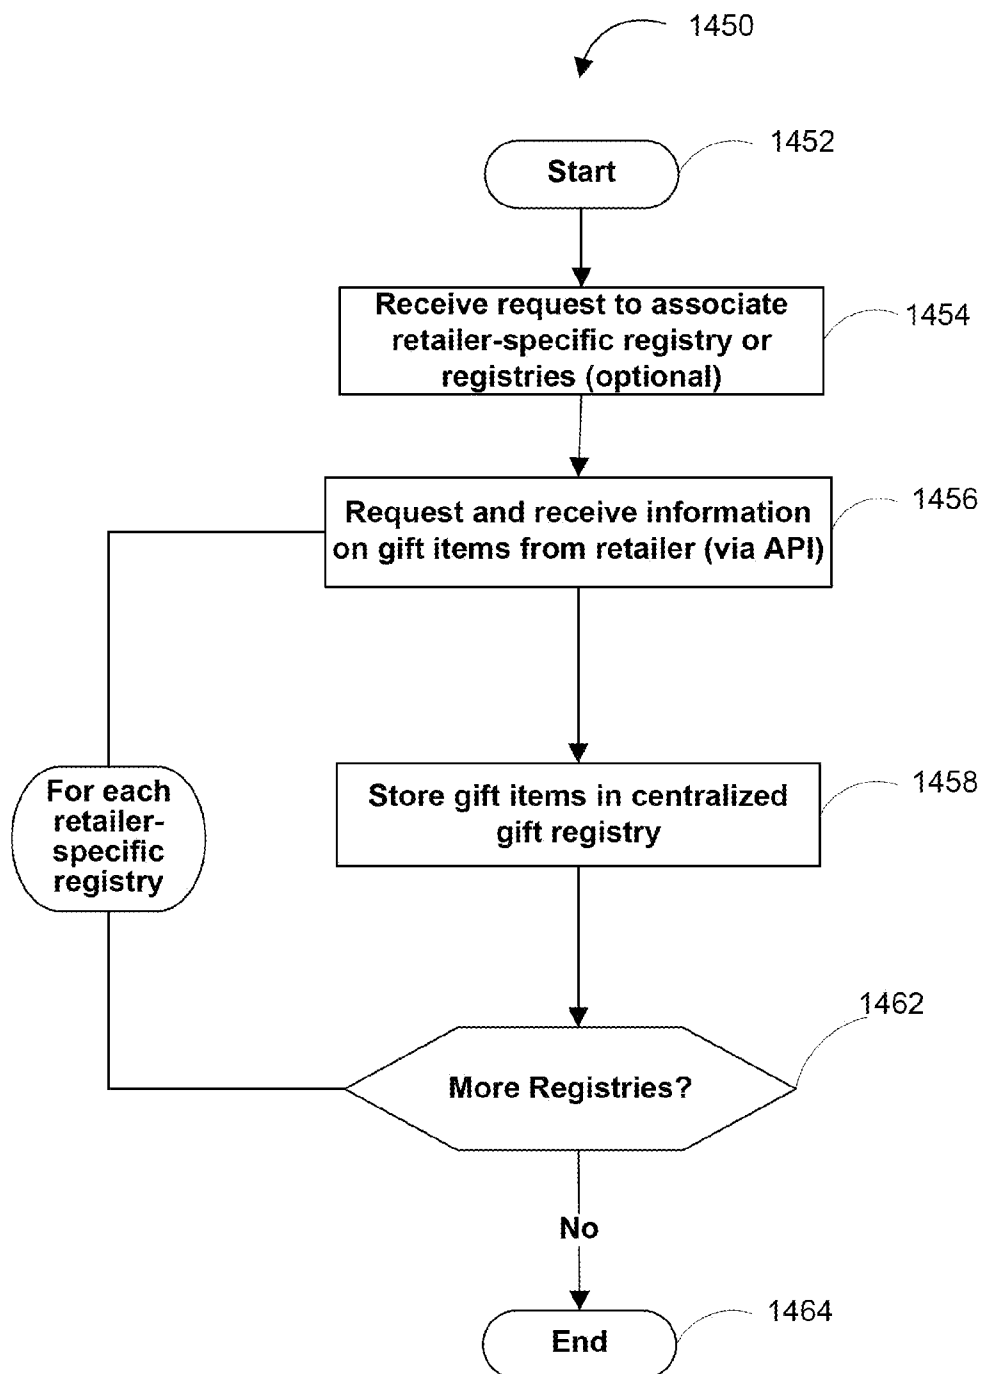 1450
1452
Start
Receive request to associate
retailer-specific registry or
registries (optional)
1454
Request and receive information
on gift items from retailer (via API)
1456
Store gift items in centralized
gift registry
1458
For each
retailer-
specific
registry
1462
More Registries?
No
End
1464